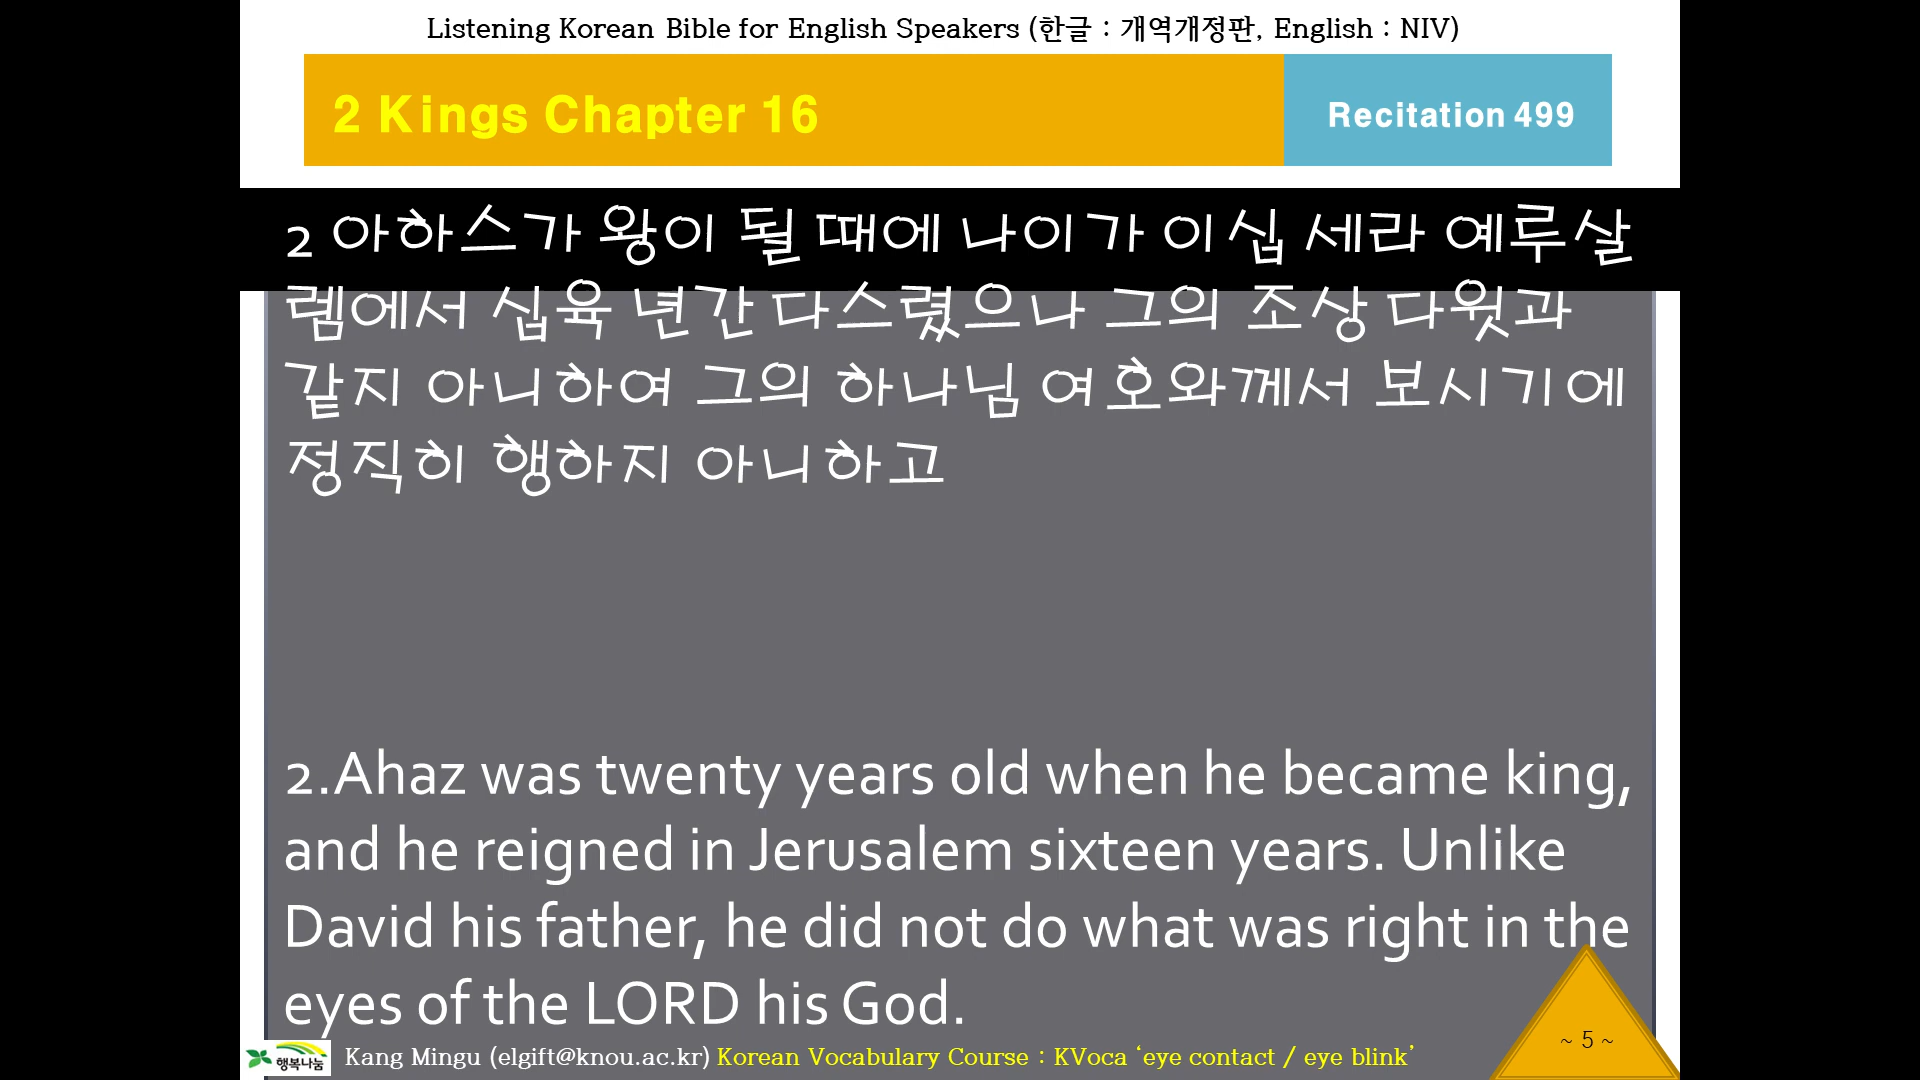 Listening Korean Bible for English Speakers (한글 : 개역개정판, English : NIV)
2 Kings Chapter 16
Recitation 499
2 아하스가 왕이 될 때에 나이가 이십 세라 예루살
렘에서 십육 년간 다스렸으나 그의 조상 다윗과
같지 아니하여 그의 하나님 여호와께서 보시기에
정직히 행하지 아니하고
2.Ahaz was twenty years old when he became king,
and he reigned in Jerusalem sixteen years. Unlike
David his father, he did not do what was right in the
eyes of the LORD his God.
~ 5 ~
행복나눔
Kang Mingu (elgift@knou.ac.kr) Korean Vocabulary Course : KVoca ‘eye contact / eye blink’